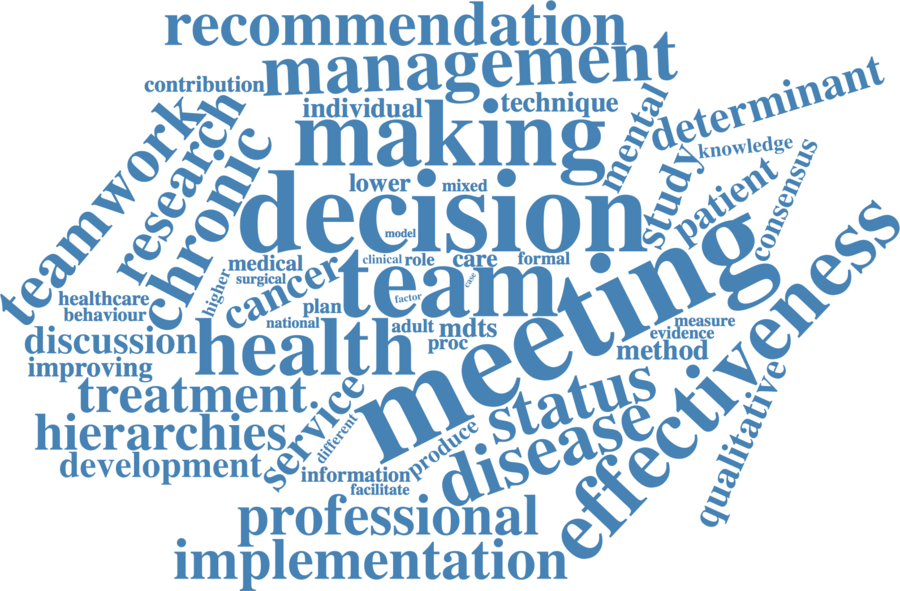 recommendation
management
contribution
individual
technique
determinant
teamwork
research
chronic
making
mental
knowledge
study
patient
consensus
lower
mixed
decision
model
medical
clinical
role
care
formal
surgical
higher
cancer
team
case
factor
meeting
effectiveness
healthcare
behaviour
plan
national
adult
mdts
measure
evidence
discussion
health
proc
method
improving
treatment
status
hierarchies
service
different
produce
disease
qualitative
development
information
facilitate
professional
implementation